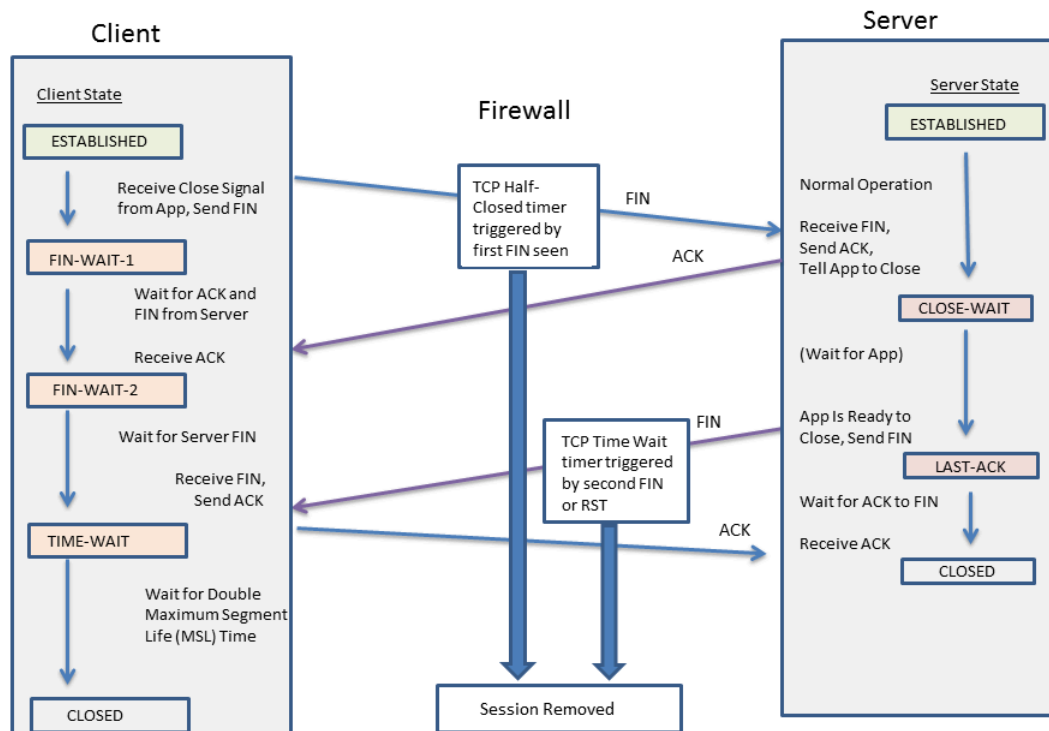 Client
Server
Firewall
Client State
ESTABLISHED
Receive Close Signal
from App, Send FIN
FIN-WAIT-1
Wait for ACK and
FIN from Server
Receive ACK
FIN-WAIT-2
Wait for Server FIN
Receive FIN,
Send ACK
TIME-WAIT
Wait for Double
Maximum Segment
Life (MSL) Time
CLOSED
TCP Half-
Closed timer
triggered by
first FIN seen
FIN
ACK
FIN
TCP Time Wait
timer triggered
by second FIN
or RST
ACK
Session Removed
Server State
ESTABLISHED
Normal Operation
Receive FIN,
Send ACK,
Tell App to Close
CLOSE-WAIT
(Wait for App)
App Is Ready to
Close, Send FIN
LAST-ACK
Wait for ACK to FIN
Receive ACK
CLOSED